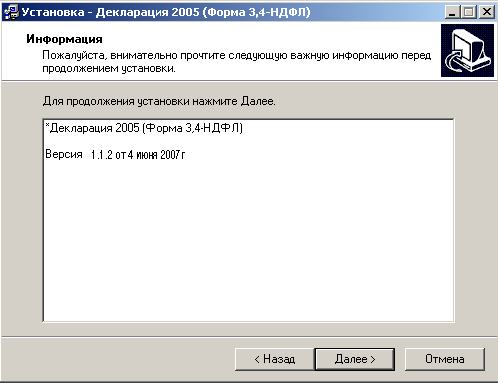 Установка - Декларация 2005 (Форма 3,4-НДФЛ)
Информация
Пожалуйста, внимательно прочтите следующую важную информацию перед
продолжением установки.
Для продолжения установки нажмите Далее.
*Декларация 2005 (Форма 3,4-НДФЛ)
Версия 1.1.2 от 4 июня 2007г
< Назад
Далее >
Отмена